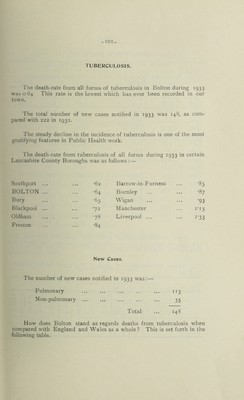 - 102 -
TUBERCULOSIS.
The death-rate from all forms of tuberculosis in Bolton during 1933
was 0·64 This rate is the lowest which has ever been recorded in our
town.
The total number of new cases notified in 1933 was 148, as com-
pared with 222 in 1932.
The steady decline in the incidence of tuberculosis is one of the most
gratifying features in Public Health work.
The death-rate from tuberculosis of all forms during 1933 in certain
Lancashire County Boroughs was as follows :—
Southport ... ... ·62 Barrow-in-Furness ... ·85
BOLTON ... ... ·64 Burnley ... ... ·87
Bury ... ... ·69 Wigan ... ... ·93
Blackpool ... ... ·72 Manchester ... 1·13
Oldham ... ... ·78 Liverpool ... ... 1·33
Preston ... ... ·84
New Cases.
The number of new cases notified in 1933 was:—
Pulmonary ... ... ... ... ... 113
Non-pulmonary ... ... ... ... ... 35
Total ... 148
How does Bolton stand as regards deaths from tuberculosis when
compared with England and Wales as a whole? This is set forth in the
following table.